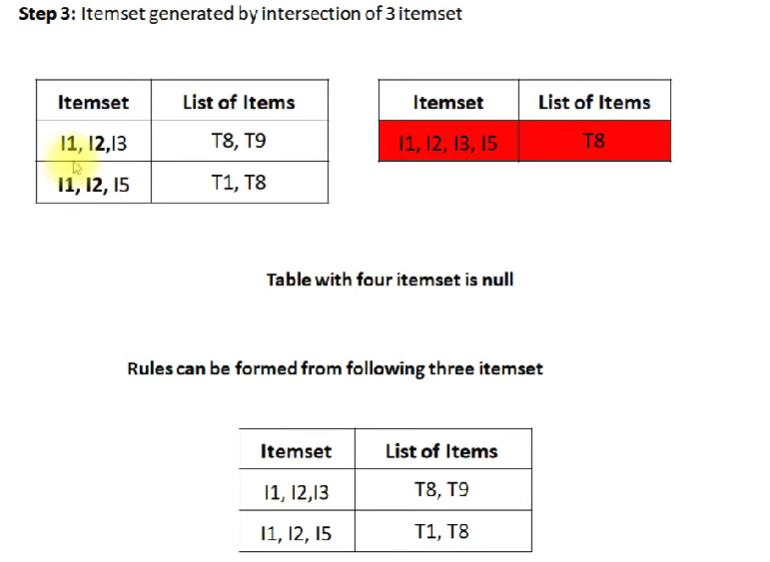 Step 3: Itemset generated by intersection of 3 itemset
Itemset List of Items
I1, I2,I3 T8, T9
I1, I2, I5 T1, T8
Itemset List of Items
I1, I2, I3, I5 T8
Table with four itemset is null
Rules can be formed from following three itemset
Itemset List of Items
I1, I2,I3 T8, T9
I1, I2, I5 T1, T8